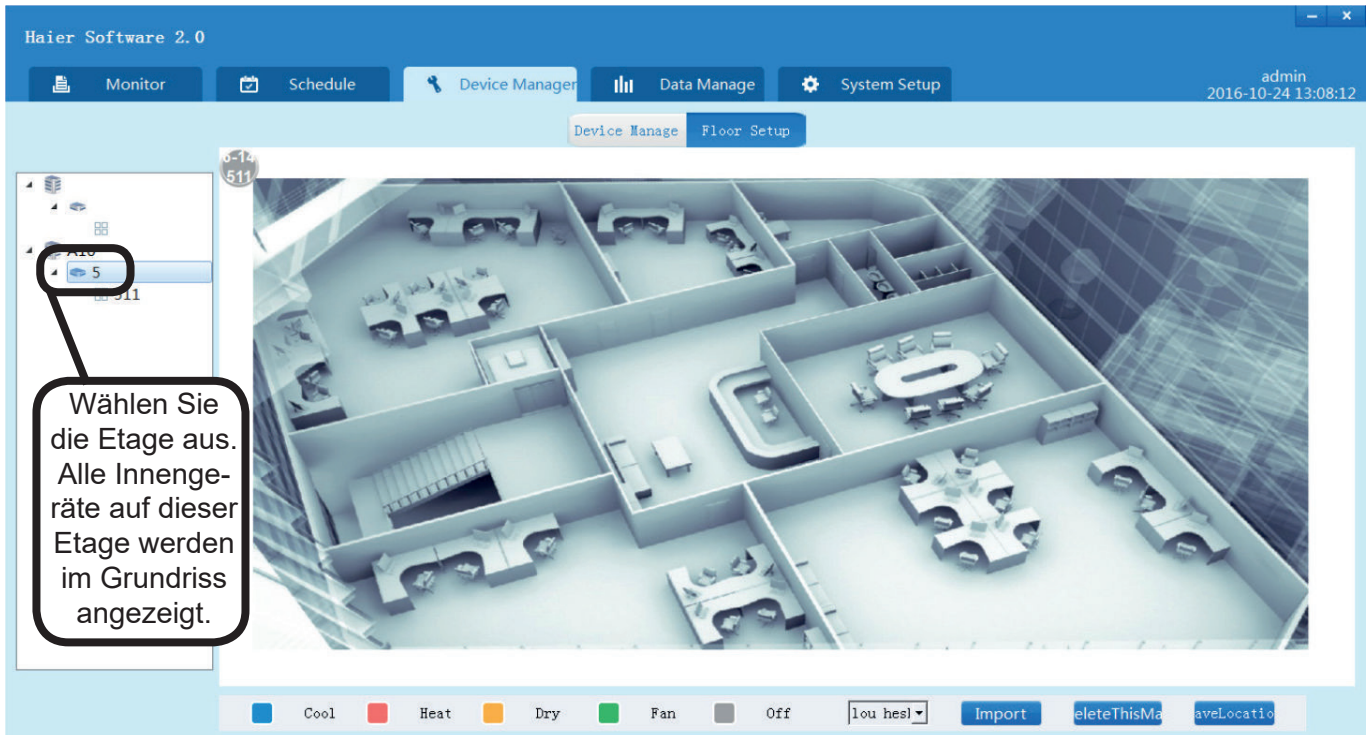 Haier Software 2.0
Monitor
Schedule
Device Manager
Data Manage
System Setup
admin
2016-10-24 13:08:12
Device Manage
Floor Setup
511
5
511
Wählen Sie
die Etage aus.
Alle Innenge-
räte auf dieser
Etage werden
im Grundriss
angezeigt.
Cool
Heat
Dry
Fan
Off
lou hesl
Import
eleteThisMa
aveLocatio